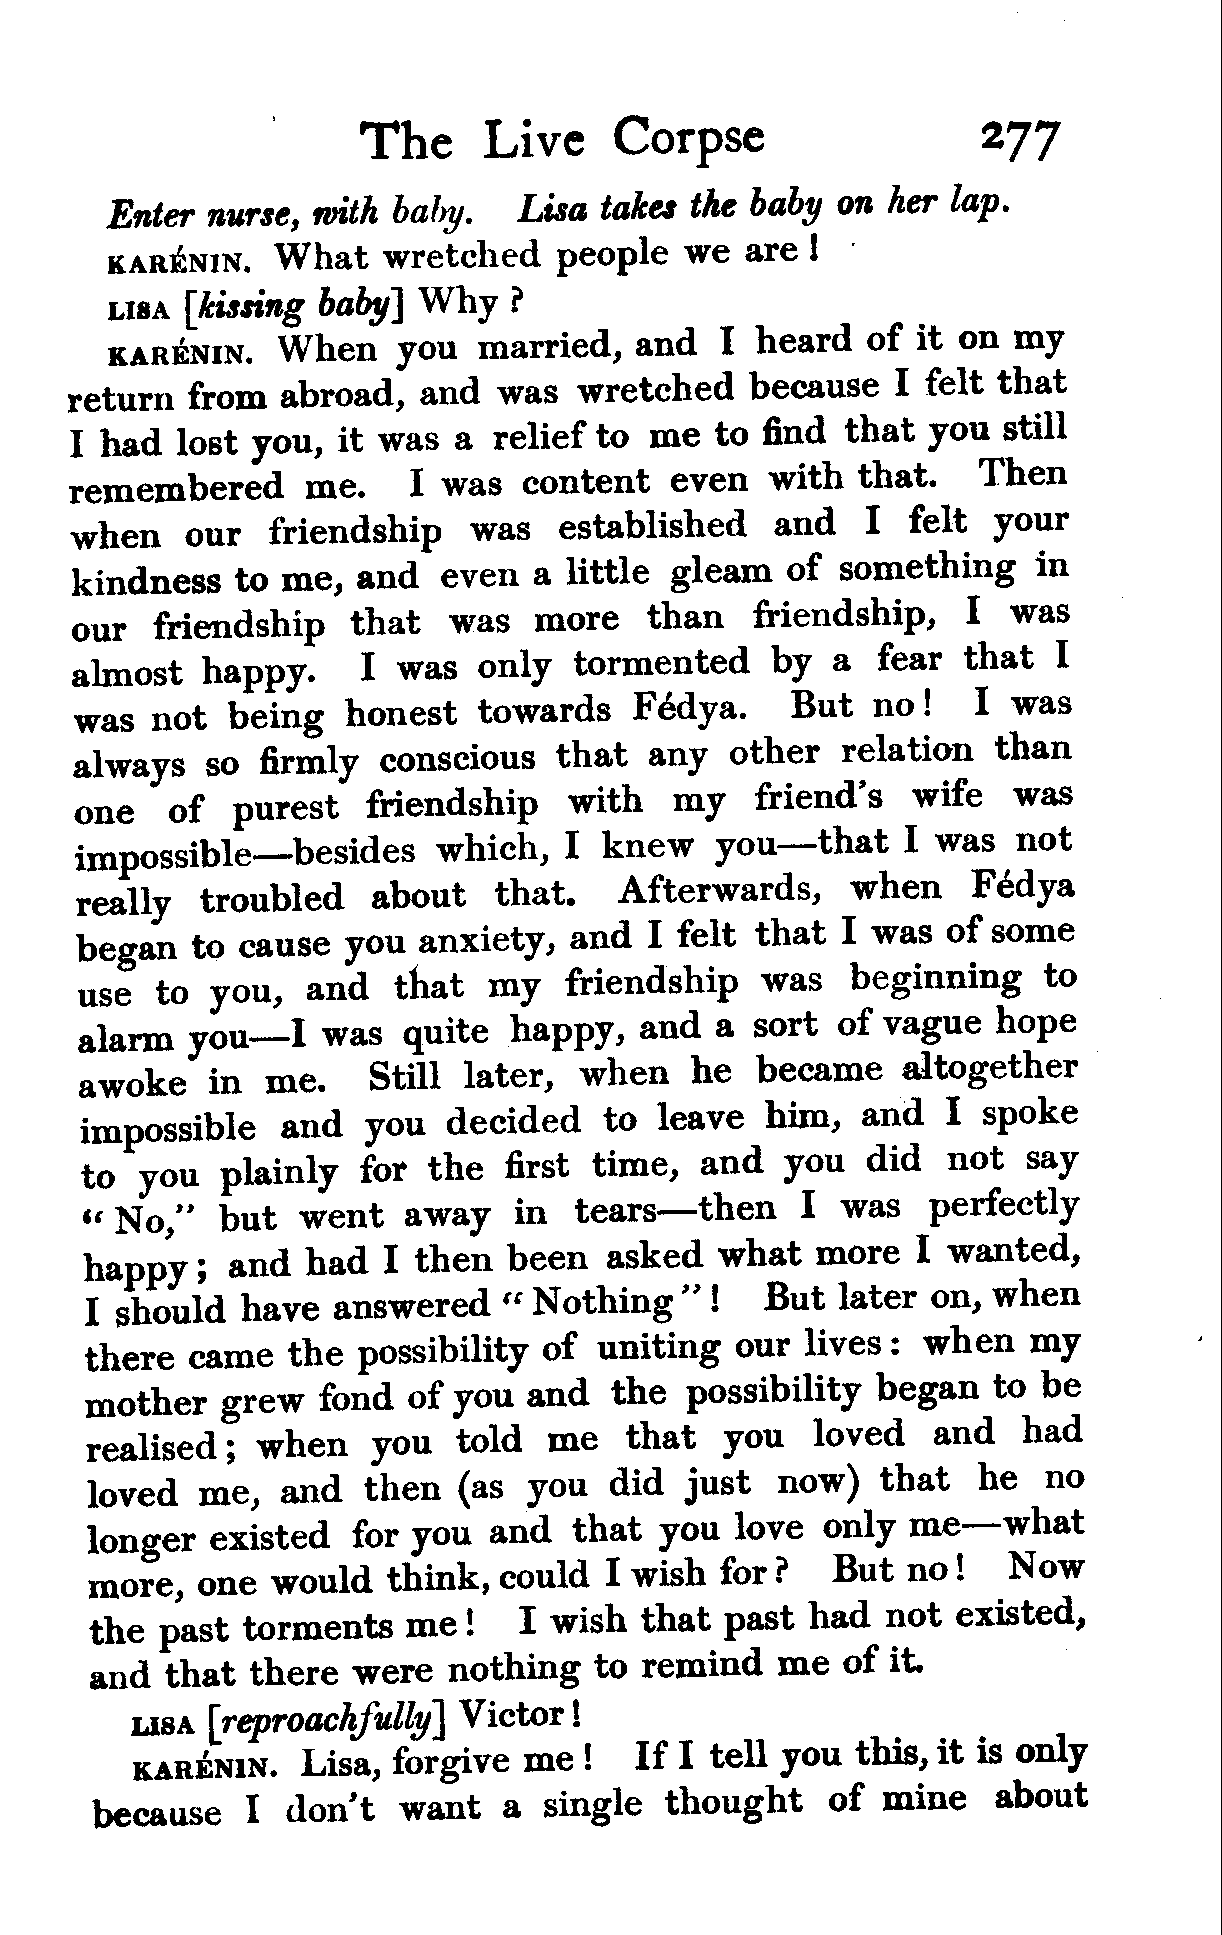 The Live Corpse 277
Enter nurse, with baby. Lisa takes the baby on her lap.
KARÉNIN. What wretched people we are !
LISA [kissing baby] Why ?
KARÉNIN. When you married, and I heard of it on my
return from abroad, and was wretched because I felt that
I had lost you, it was a relief to me to find that you still
remembered me. I was content even with that. Then
when our friendship was established and I felt your
kindness to me, and even a little gleam of something in
our friendship that was more than friendship, I was
almost happy. I was only tormented by a fear that I
was not being honest towards Fédya. But no ! I was
always so firmly conscious that any other relation than
one of purest friendship with my friend's wife was
impossible—besides which, I knew you—that I was not
really troubled about that. Afterwards, when Fédya
began to cause you anxiety, and I felt that I was of some
use to you, and that my friendship was beginning to
alarm you—I was quite happy, and a sort of vague hope
awoke in me. Still later, when he became altogether
impossible and you decided to leave him, and I spoke
to you plainly for the first time, and you did not say
“ No,” but went away in tears—then I was perfectly
happy ; and had I then been asked what more I wanted,
I should have answered “ Nothing ” ! But later on, when
there came the possibility of uniting our lives : when my
mother grew fond of you and the possibility began to be
realised ; when you told me that you loved and had
loved me, and then (as you did just now) that he no
longer existed for you and that you love only me—what
more, one would think, could I wish for ? But no ! Now
the past torments me ! I wish that past had not existed,
and that there were nothing to remind me of it.
LISA [reproachfully] Victor !
KARÉNIN. Lisa, forgive me ! If I tell you this, it is only
because I don't want a single thought of mine about